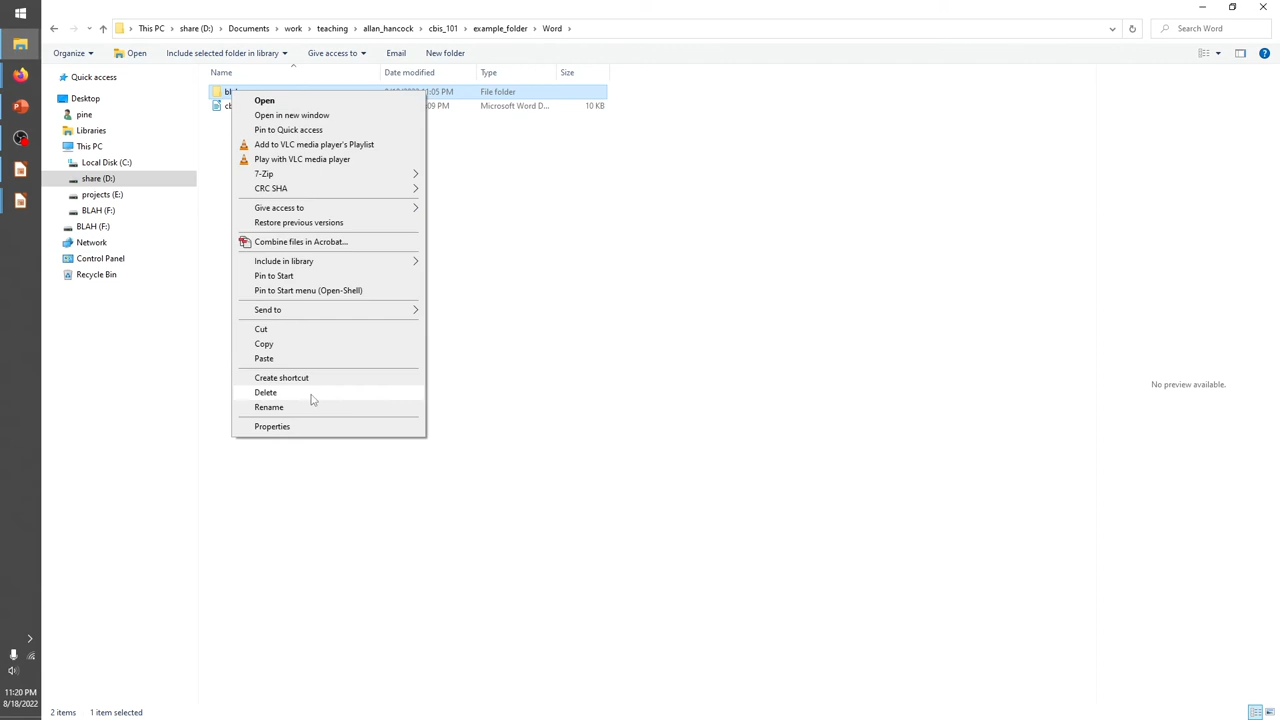 This PC
share (D:)
Documents
work
teaching
allan_hancock
cbis_101
example_folder
Word
Search Word
Organize
Open
Include selected folder in library
Give access to
Email
New folder
Name
Date modified
Type
Size
Quick access
Desktop
pine
Libraries
This PC
Local Disk (C:)
share (D:)
projects (E:)
BLAH (F:)
BLAH (F:)
Network
Control Panel
Recycle Bin
PM
File folder
PM
Microsoft Word D...
10 KB
Open
Open in new window
Pin to Quick access
Add to VLC media player's Playlist
Play with VLC media player
7-Zip
CRC SHA
Give access to
Restore previous versions
Combine files in Acrobat...
Include in library
Pin to Start
Pin to Start menu (Open-Shell)
Send to
Cut
Copy
Paste
Create shortcut
Delete
Rename
Properties
No preview available.
11:20 PM
8/18/2022
2 items
1 item selected